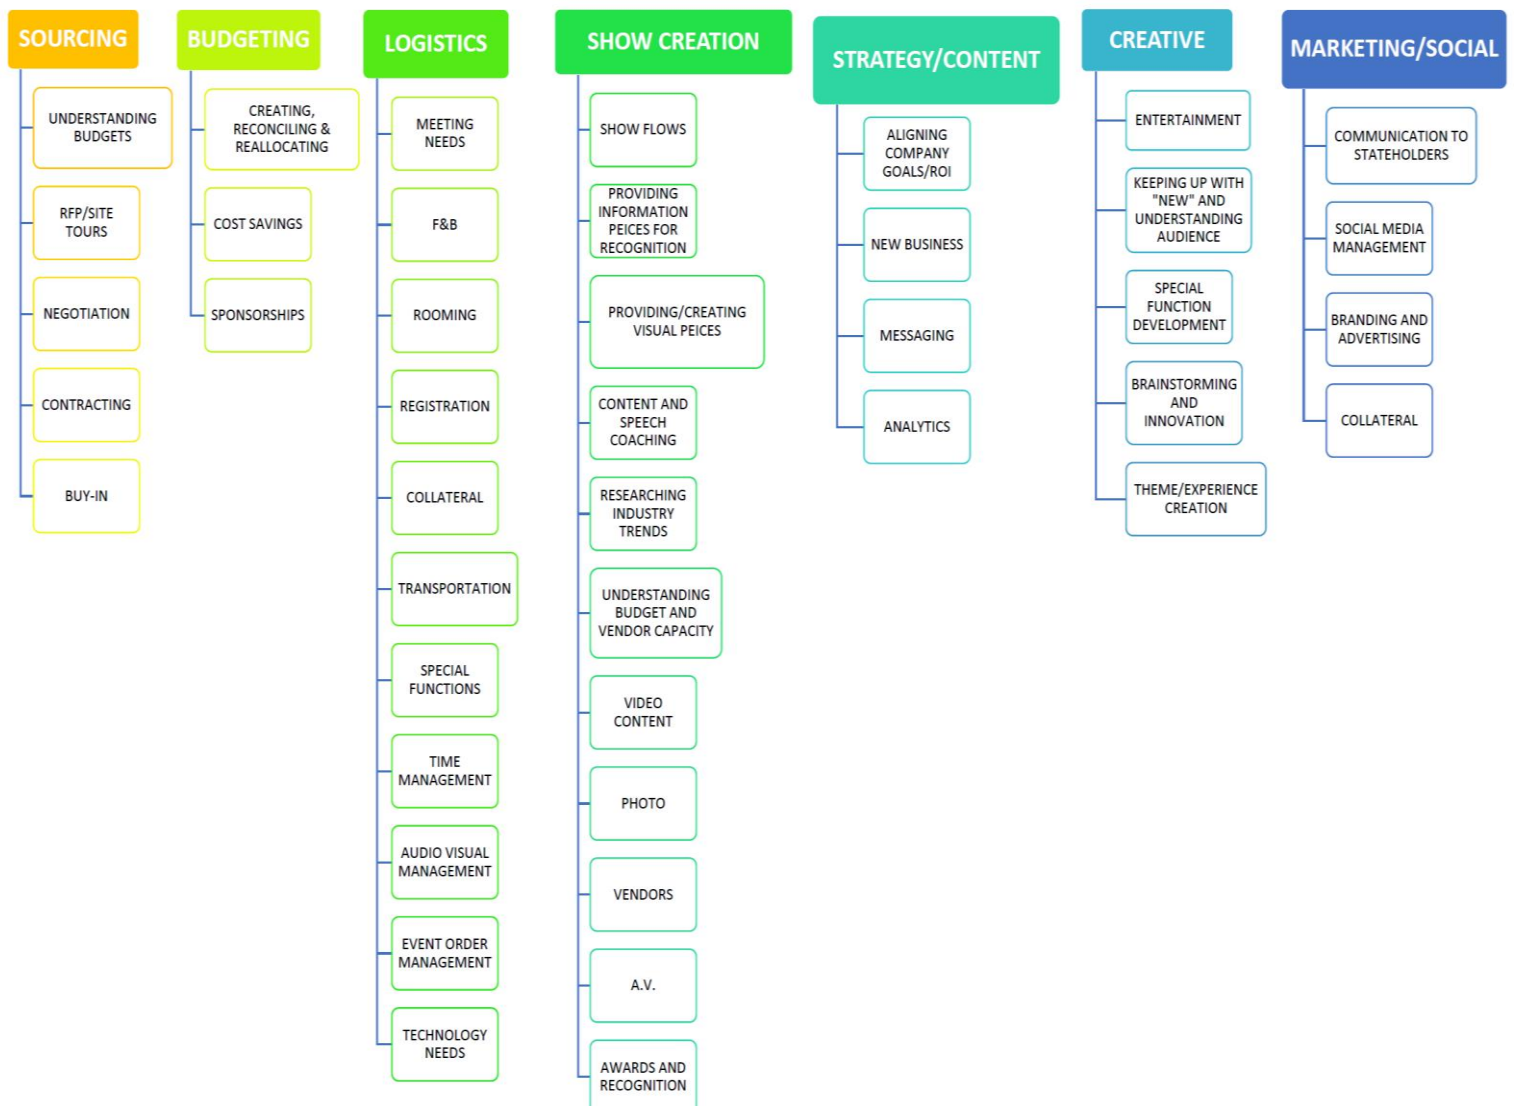 SOURCING
UNDERSTANDING
BUDGETS
RFP/SITE
TOURS
NEGOTIATION
CONTRACTING
BUY-IN
BUDGETING
CREATING,
RECONCILING &
REALLOCATING
COST SAVINGS
SPONSORSHIPS
LOGISTICS
MEETING
NEEDS
F&B
ROOMING
REGISTRATION
COLLATERAL
TRANSPORTATION
SPECIAL
FUNCTIONS
TIME
MANAGEMENT
AUDIO VISUAL
MANAGEMENT
EVENT ORDER
MANAGEMENT
TECHNOLOGY
NEEDS
SHOW CREATION
SHOW FLOWS
PROVIDING
INFORMATION
PEICES FOR
RECOGNITION
PROVIDING/CREATING
VISUAL PEICES
CONTENT AND
SPEECH
COACHING
RESEARCHING
INDUSTRY
TRENDS
UNDERSTANDING
BUDGET AND
VENDOR CAPACITY
VIDEO
CONTENT
PHOTO
VENDORS
A.V.
AWARDS AND
RECOGNITION
STRATEGY/CONTENT
ALIGNING
COMPANY
GOALS/ROI
NEW BUSINESS
MESSAGING
ANALYTICS
CREATIVE
ENTERTAINMENT
KEEPING UP WITH
"NEW" AND
UNDERSTANDING
AUDIENCE
SPECIAL
FUNCTION
DEVELOPMENT
BRAINSTORMING
AND
INNOVATION
THEME/EXPERIENCE
CREATION
MARKETING/SOCIAL
COMMUNICATION TO
STATEHOLDERS
SOCIAL MEDIA
MANAGEMENT
BRANDING AND
ADVERTISING
COLLATERAL